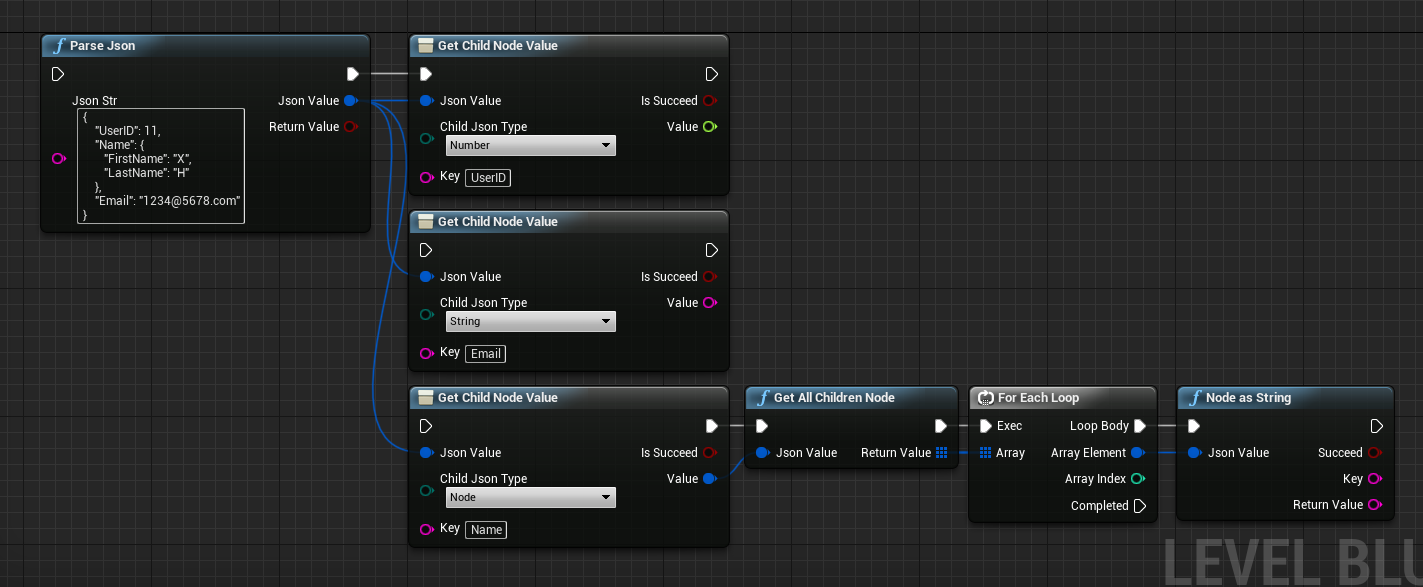 Parse Json
Json Str
{
"UserID": 11,
"Name": {
"FirstName": "X",
"LastName": "H"
},
"Email": "1234@5678.com"
}
Json Value
Return Value
Get Child Node Value
Json Value
Is Succeed
Child Json Type
Value
Number
Key UserID
Get Child Node Value
Json Value
Is Succeed
Child Json Type
Value
String
Key Email
Get Child Node Value
Json Value
Is Succeed
Child Json Type
Value
Node
Key Name
Get All Children Node
Json Value
Return Value
For Each Loop
Exec
Loop Body
Array
Array Element
Array Index
Completed
Node as String
Json Value
Succeed
Key
Return Value
LEVEL BLU